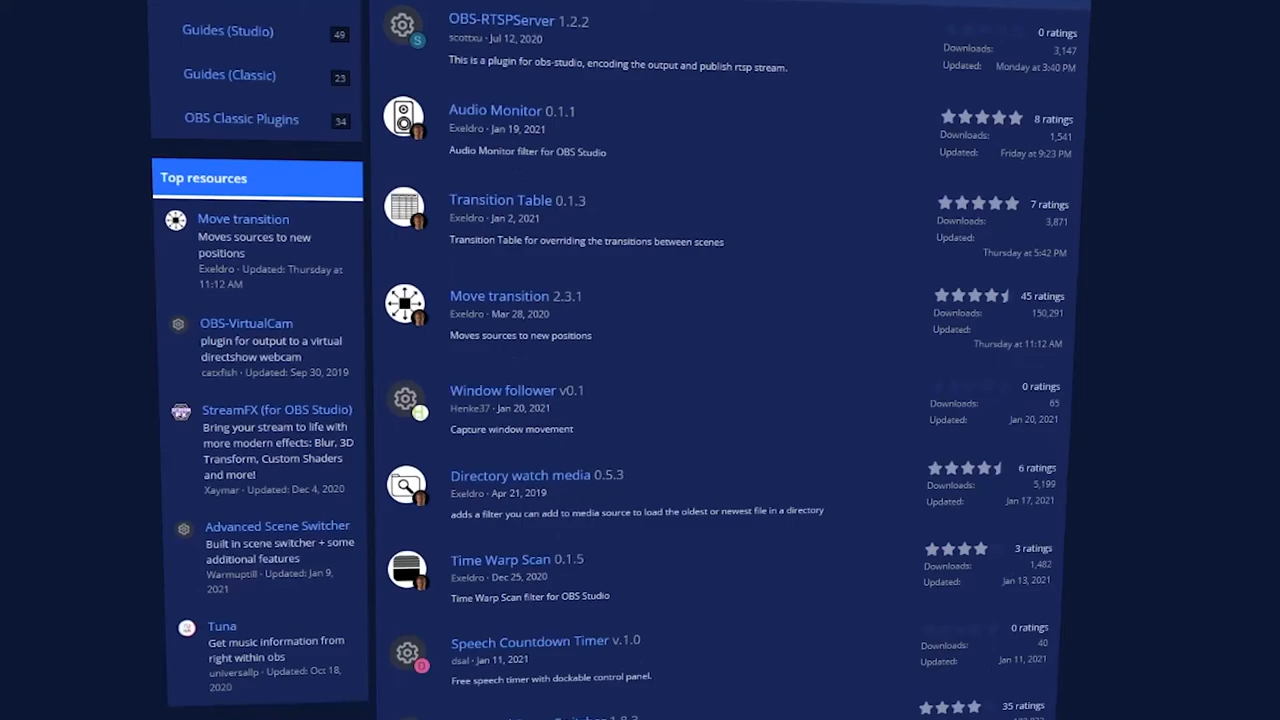 Guides (Studio)
49
Guides (Classic)
23
OBS Classic Plugins
34
Top resources
Move transition
Moves sources to new
positions
Exeldro · Updated: Thursday at
11:12 AM
OBS-VirtualCam
plugin for output to a virtual
directshow webcam
catxfish · Updated: Sep 30, 2019
StreamFX (for OBS Studio)
Bring your stream to life with
more modern effects: Blur, 3D
Transform, Custom Shaders
and more!
Xaymar · Updated: Dec 4, 2020
Advanced Scene Switcher
Built in scene switcher + some
additional features
Warmuptill · Updated: Jan 9,
2021
Tuna
Get music information from
right within obs
universallp · Updated: Oct 18,
2020
OBS-RTSPServer 1.2.2
S
scottxu · Jul 12, 2020
This is a plugin for obs-studio, encoding the output and publish rtsp stream.
0 ratings
Downloads: 3,147
Updated: Monday at 3:40 PM
Audio Monitor 0.1.1
Exeldro · Jan 19, 2021
Audio Monitor filter for OBS Studio
8 ratings
Downloads: 1,541
Updated: Friday at 9:23 PM
Transition Table 0.1.3
Exeldro · Jan 2, 2021
Transition Table for overriding the transitions between scenes
7 ratings
Downloads: 3,871
Updated:
Thursday at 5:42 PM
Move transition 2.3.1
Exeldro · Mar 28, 2020
Moves sources to new positions
45 ratings
Downloads: 150,291
Updated:
Thursday at 11:12 AM
Window follower v0.1
H
Henke37 · Jan 20, 2021
Capture window movement
0 ratings
Downloads: 65
Updated: Jan 20, 2021
Directory watch media 0.5.3
Exeldro · Apr 21, 2019
adds a filter you can add to media source to load the oldest or newest file in a directory
6 ratings
Downloads: 5,199
Updated: Jan 17, 2021
Time Warp Scan 0.1.5
Exeldro · Dec 25, 2020
Time Warp Scan filter for OBS Studio
3 ratings
Downloads: 1,482
Updated: Jan 13, 2021
Speech Countdown Timer v.1.0
D
dsal · Jan 11, 2021
Free speech timer with dockable control panel.
0 ratings
Downloads: 40
Updated: Jan 11, 2021
35 ratings